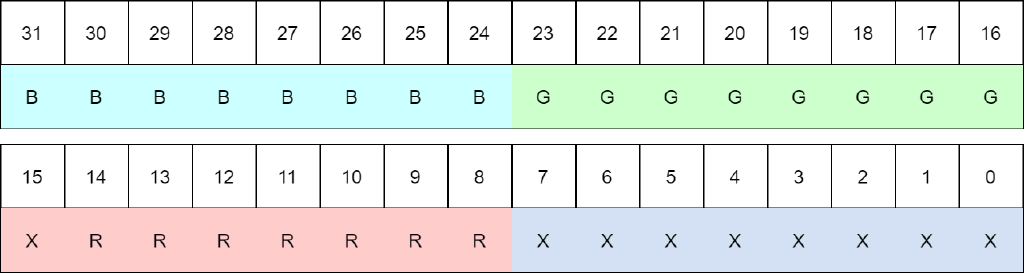 31 30 29 28 27 26 25 24 23 22 21 20 19 18 17 16
B B B B B B B B G G G G G G G G
15 14 13 12 11 10 9 8 7 6 5 4 3 2 1 0
X R R R R R R R X X X X X X X X